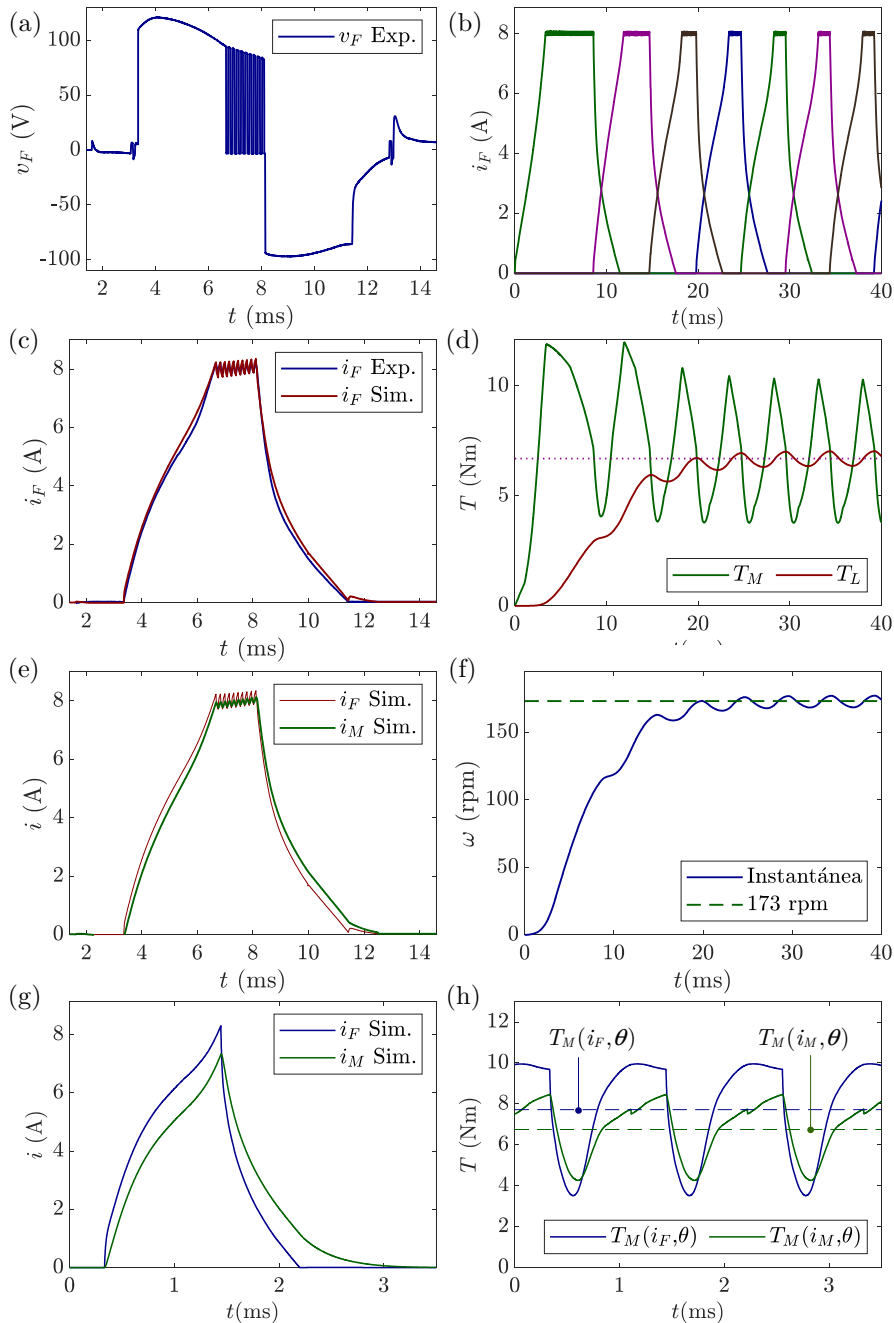 (a)
100
50
0
-50
-100
v_F (V)
v_F Exp.
2 4 6 8 10 12 14
t (ms)
(b)
8
6
4
2
0
i_F (A)
0 10 20 30 40
t(ms)
(c)
8
6
4
2
0
i_F (A)
i_F Exp.
i_F Sim.
2 4 6 8 10 12 14
t (ms)
(d)
10
5
0
T (Nm)
T_M T_L
0 10 20 30 40
(e)
8
6
4
2
0
i (A)
i_F Sim.
i_M Sim.
2 4 6 8 10 12 14
t (ms)
(f)
150
100
50
0
ω (rpm)
Instantánea
173 rpm
0 10 20 30 40
t(ms)
(g)
8
6
4
2
0
i (A)
i_F Sim.
i_M Sim.
0 1 2 3
t(ms)
(h)
13
12
10
8
6
4
2
0
T (Nm)
T_M(i_F,θ) T_M(i_M,θ)
T_M(i_F,θ) T_M(i_M,θ)
0 1 2 3
t(ms)